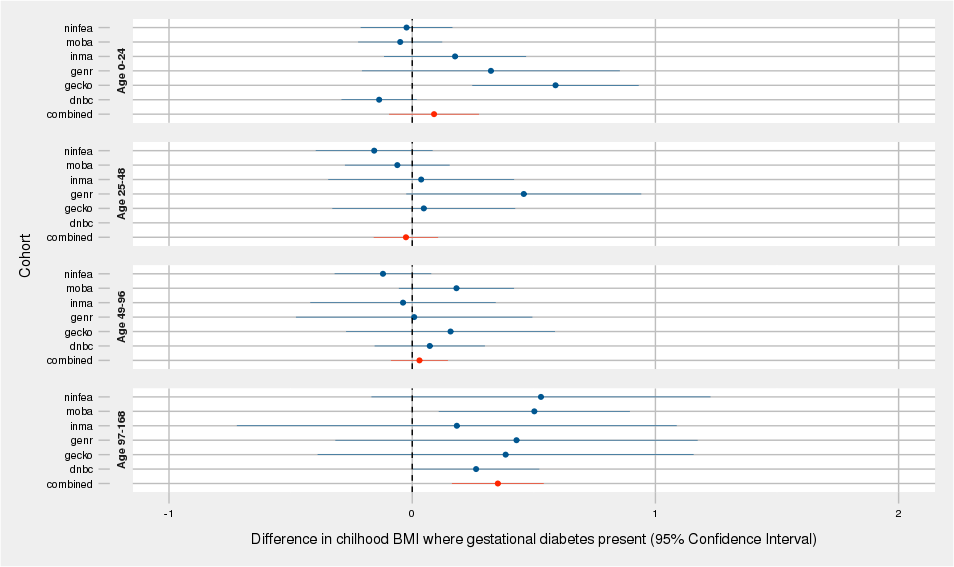 Cohort
Age 0-24
ninfea
moba
inma
genr
gecko
dnbc
combined
Age 25-48
ninfea
moba
inma
genr
gecko
dnbc
combined
Age 49-96
ninfea
moba
inma
genr
gecko
dnbc
combined
Age 97-168
ninfea
moba
inma
genr
gecko
dnbc
combined
-1 0 1 2
Difference in chilhood BMI where gestational diabetes present (95% Confidence Interval)